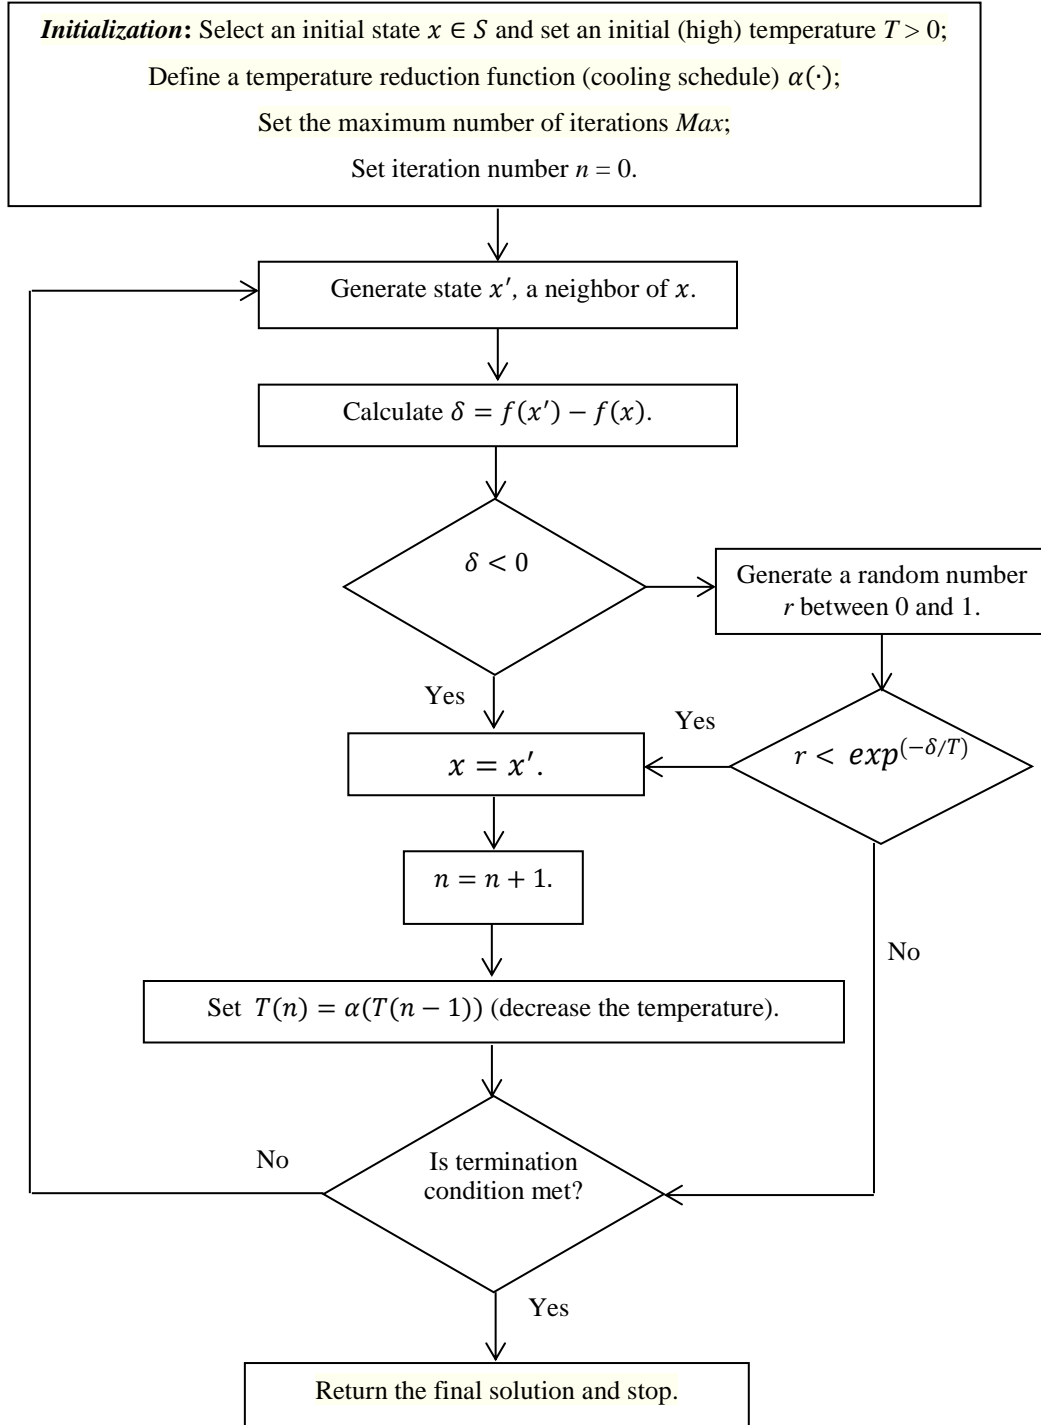 Initialization: Select an initial state x ∈ S and set an initial (high) temperature T > 0;
Define a temperature reduction function (cooling schedule) α(·);
Set the maximum number of iterations Max;
Set iteration number n = 0.
Generate state x′, a neighbor of x.
Calculate δ = f(x′) − f(x).
δ < 0
Generate a random number
r between 0 and 1.
Yes
Yes
r < exp^(−δ/T)
x = x′.
n = n + 1.
No
Set T(n) = α(T(n − 1)) (decrease the temperature).
No
Is termination
condition met?
Yes
Return the final solution and stop.